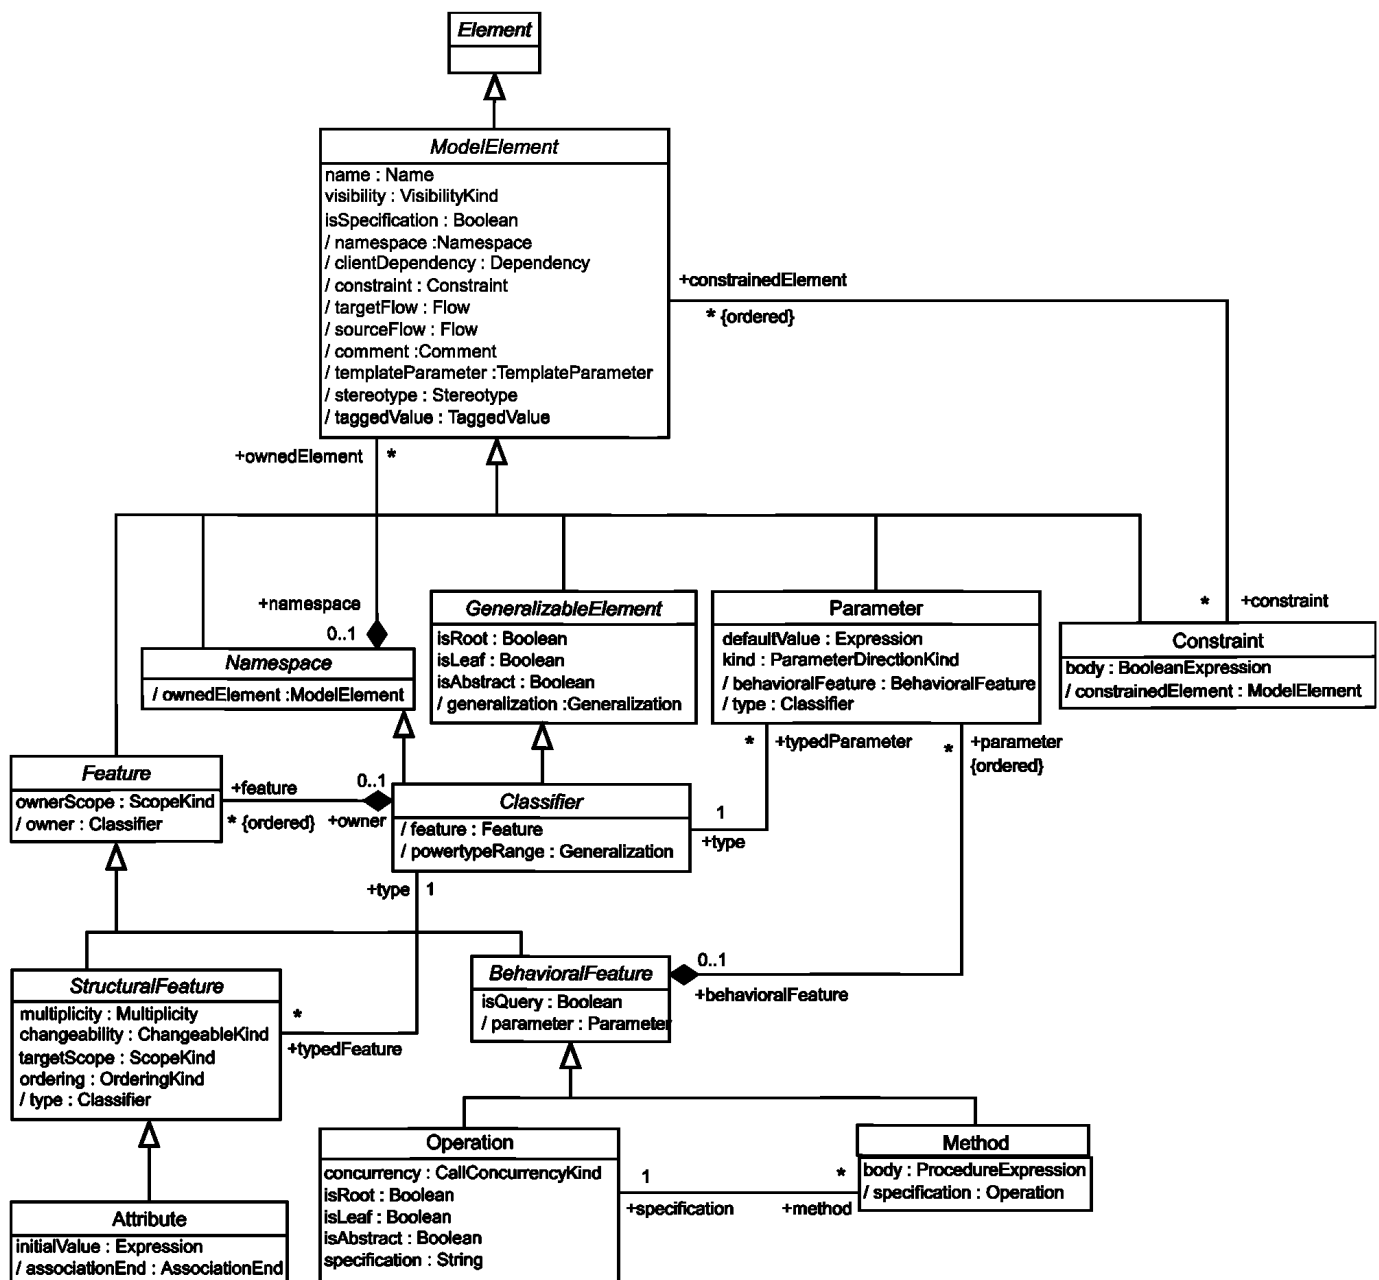 Element
ModelElement
name : Name
visibility : VisibilityKind
isSpecification : Boolean
/ namespace :Namespace
/ clientDependency : Dependency
/ constraint : Constraint
/ targetFlow : Flow
/ sourceFlow : Flow
/ comment :Comment
/ templateParameter :TemplateParameter
/ stereotype : Stereotype
/ taggedValue : TaggedValue
+constrainedElement
* {ordered}
+ownedElement
*
+namespace
0..1
* +constraint
Namespace
/ ownedElement :ModelElement
GeneralizableElement
isRoot : Boolean
isLeaf : Boolean
isAbstract : Boolean
/ generalization :Generalization
Parameter
defaultValue : Expression
kind : ParameterDirectionKind
/ behavioralFeature : BehavioralFeature
/ type : Classifier
Constraint
body : BooleanExpression
/ constrainedElement : ModelElement
* +typedParameter
* +parameter
{ordered}
Feature
ownerScope : ScopeKind
/ owner : Classifier
+feature
* {ordered}
0..1
+owner
Classifier
/ feature : Feature
/ powertypeRange : Generalization
1
+type
+type 1
StructuralFeature
multiplicity : Multiplicity
changeability : ChangeableKind
targetScope : ScopeKind
ordering : OrderingKind
/ type : Classifier
*
+typedFeature
BehavioralFeature
isQuery : Boolean
/ parameter : Parameter
0..1
+behavioralFeature
Attribute
initialValue : Expression
/ associationEnd : AssociationEnd
Operation
concurrency : CallConcurrencyKind
isRoot : Boolean
isLeaf : Boolean
isAbstract : Boolean
specification : String
1
+specification
*
+method
Method
body : ProcedureExpression
/ specification : Operation